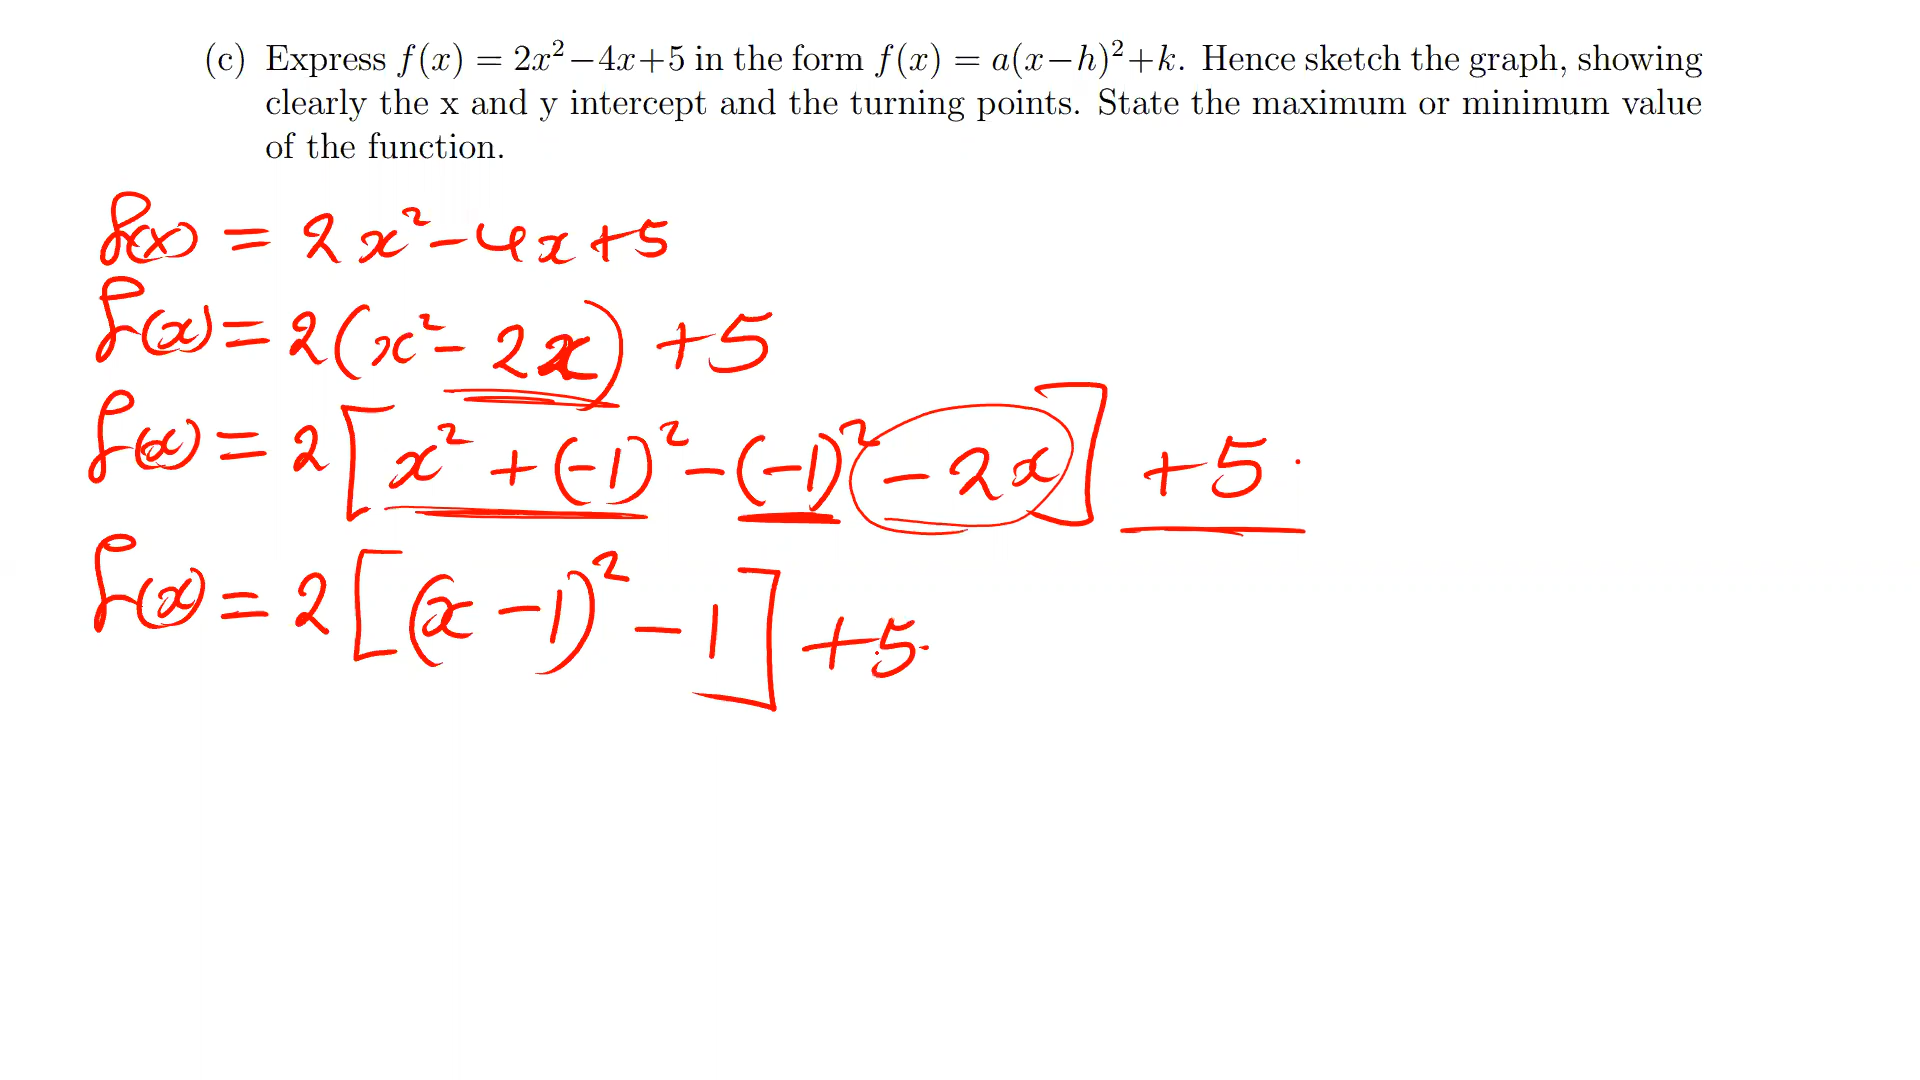 (c) Express f(x) = 2x²−4x+5 in the form f(x) = a(x−h)²+k. Hence sketch the graph, showing
clearly the x and y intercept and the turning points. State the maximum or minimum value
of the function.
f(x) = 2x²-4x+5
f(x) = 2(x²-2x) +5
f(x) = 2[x²+(-1)²-(-1)²-2x] +5.
f(x) = 2[(x-1)²-1] +5.